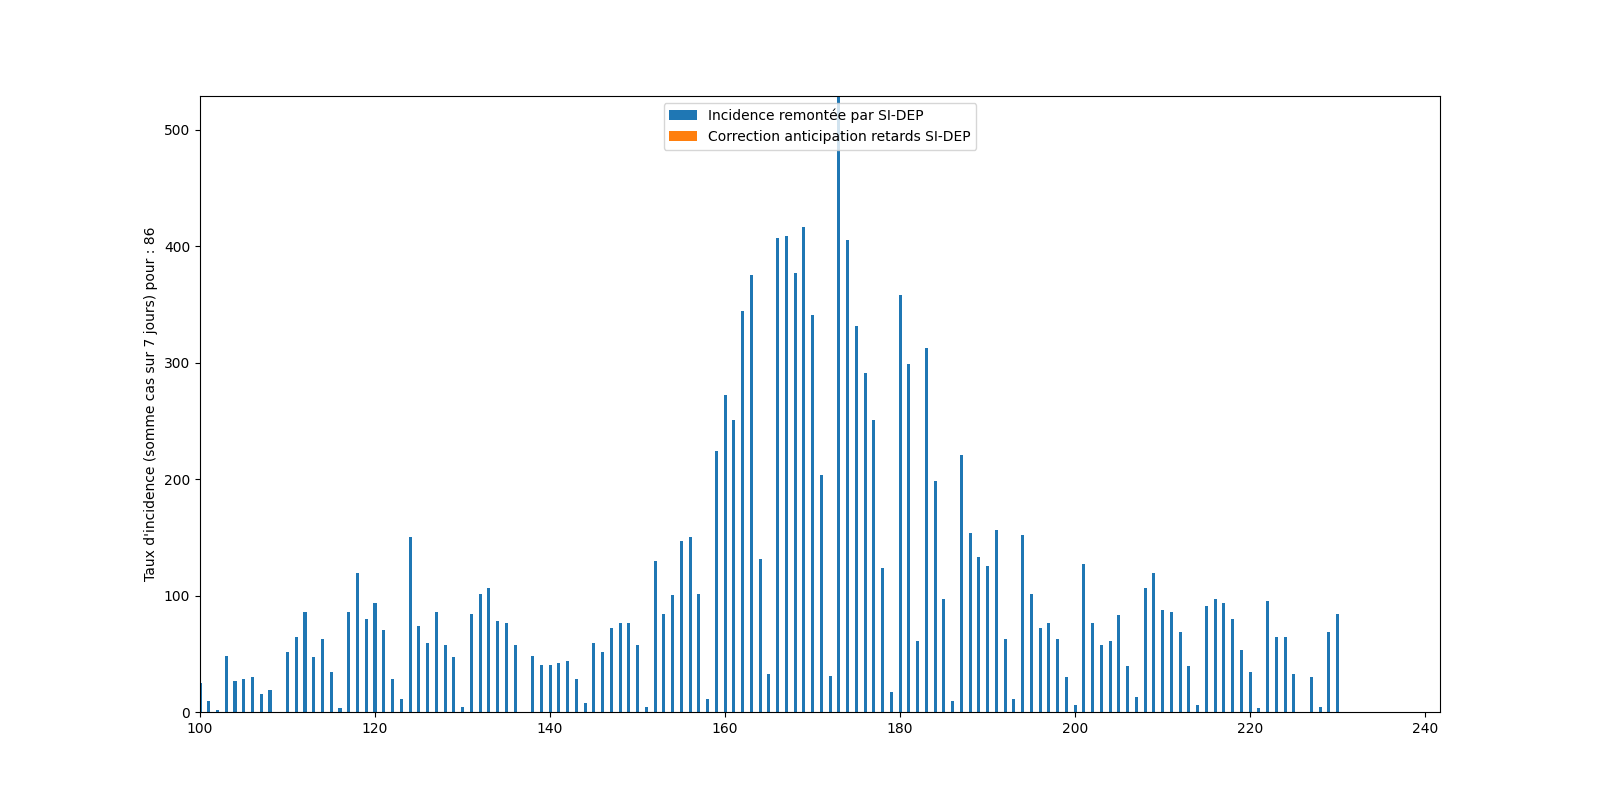 Incidence remontée par SI-DEP
Correction anticipation retards SI-DEP
Taux d'incidence (somme cas sur 7 jours) pour : 86
500
400
300
200
100
0
100 120 140 160 180 200 220 240